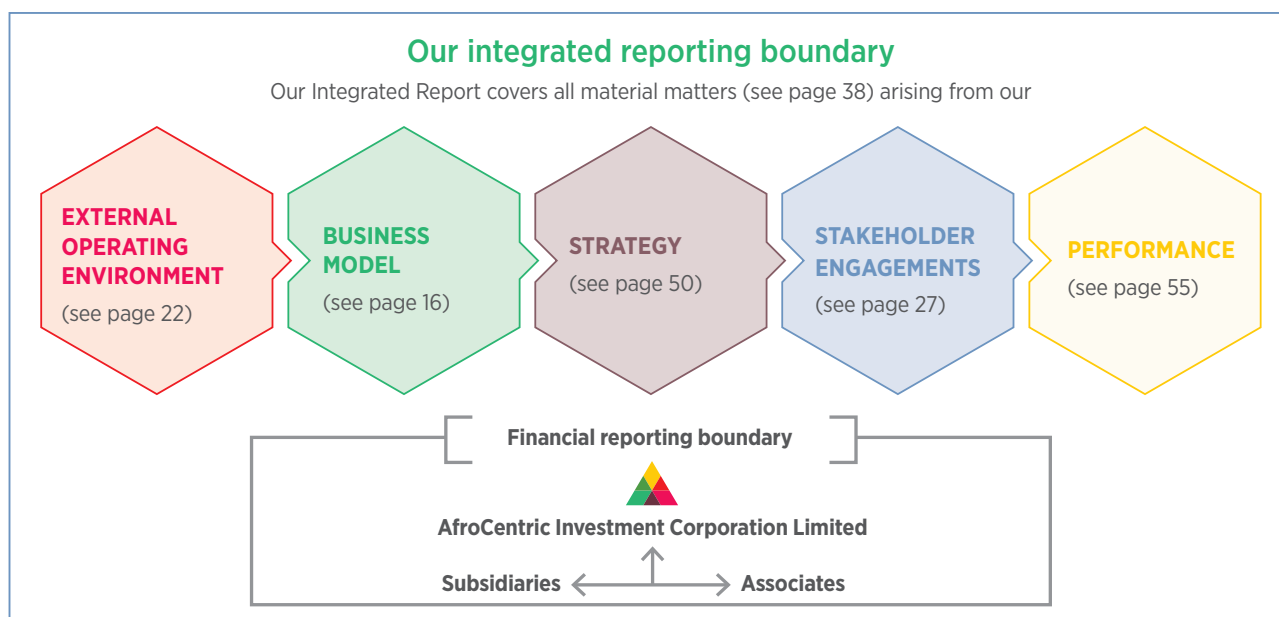 Our integrated reporting boundary
Our Integrated Report covers all material matters (see page 38) arising from our
EXTERNAL
OPERATING
ENVIRONMENT
(see page 22)
BUSINESS
MODEL
(see page 16)
STRATEGY
(see page 50)
STAKEHOLDER
ENGAGEMENTS
(see page 27)
PERFORMANCE
(see page 55)
Financial reporting boundary
AfroCentric Investment Corporation Limited
Subsidiaries
Associates